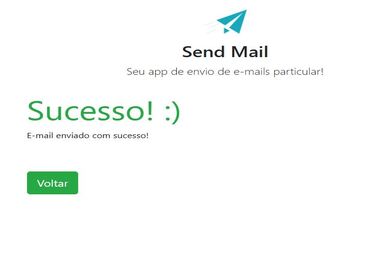 Send Mail
Seu app de envio de e-mails particular!
Sucesso! :)
E-mail enviado com sucesso!
Voltar